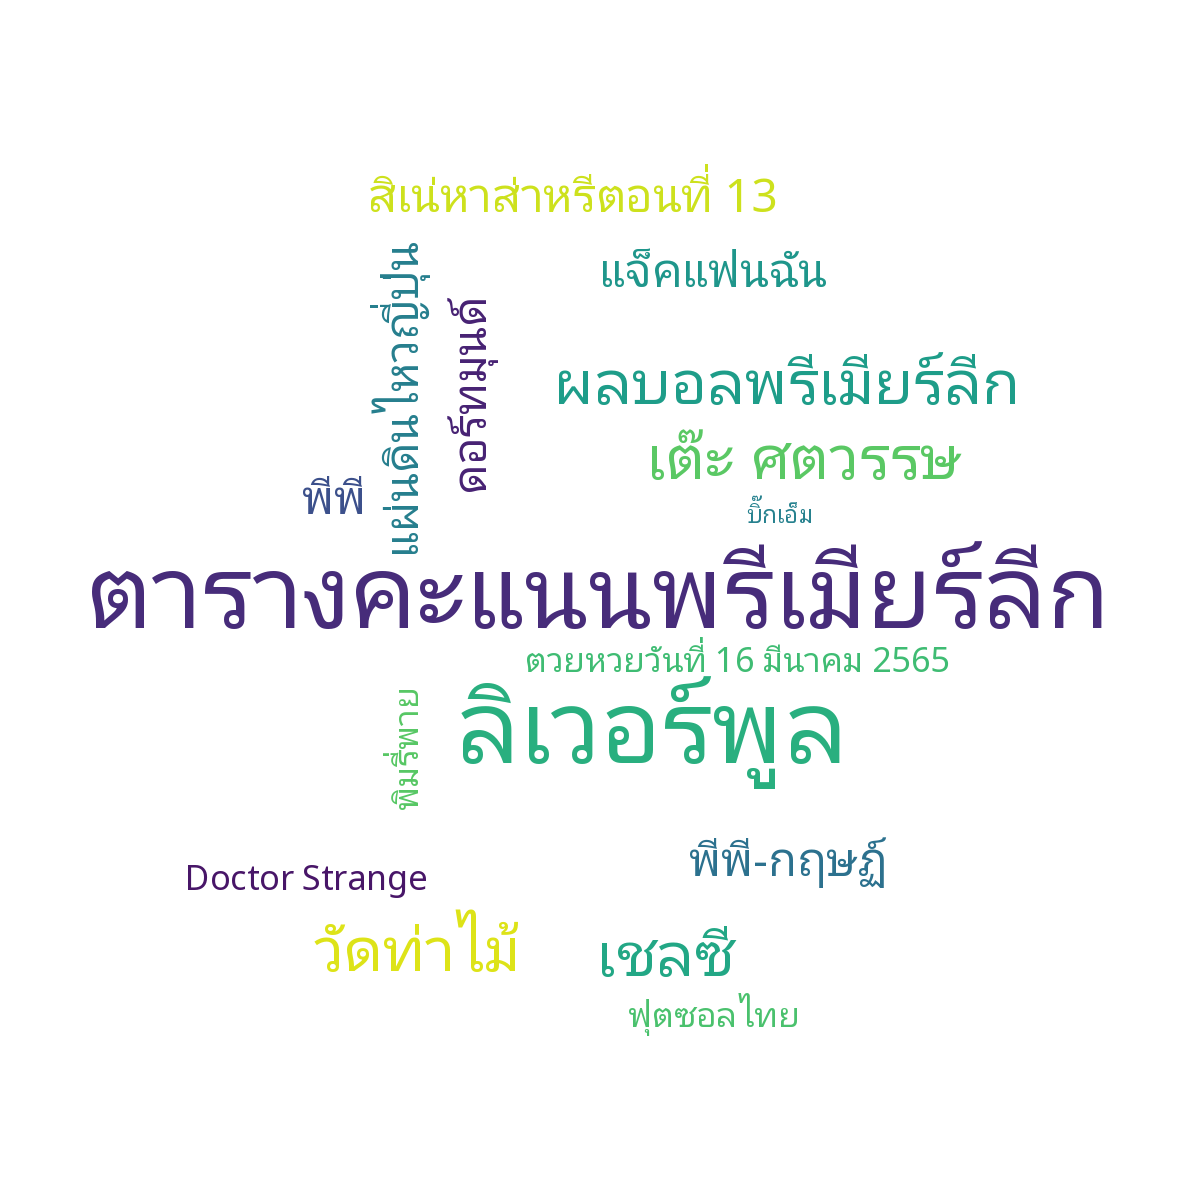 สิเน่หาส่าหรีตอนที่ 13
แจ็คแฟนฉัน
แผ่นดินไหวญี่ปุ่น
ดอร์ทมุนด์
ผลบอลพรีเมียร์ลีก
เต๊ะ ศตวรรษ
พีพี
บิ๊กเอ็ม
ตารางคะแนนพรีเมียร์ลีก
ตวยหวยวันที่ 16 มีนาคม 2565
ลิเวอร์พูล
พิมรี่พาย
พีพี-กฤษฏ์
Doctor Strange
วัดท่าไม้
เชลซี
ฟุตซอลไทย